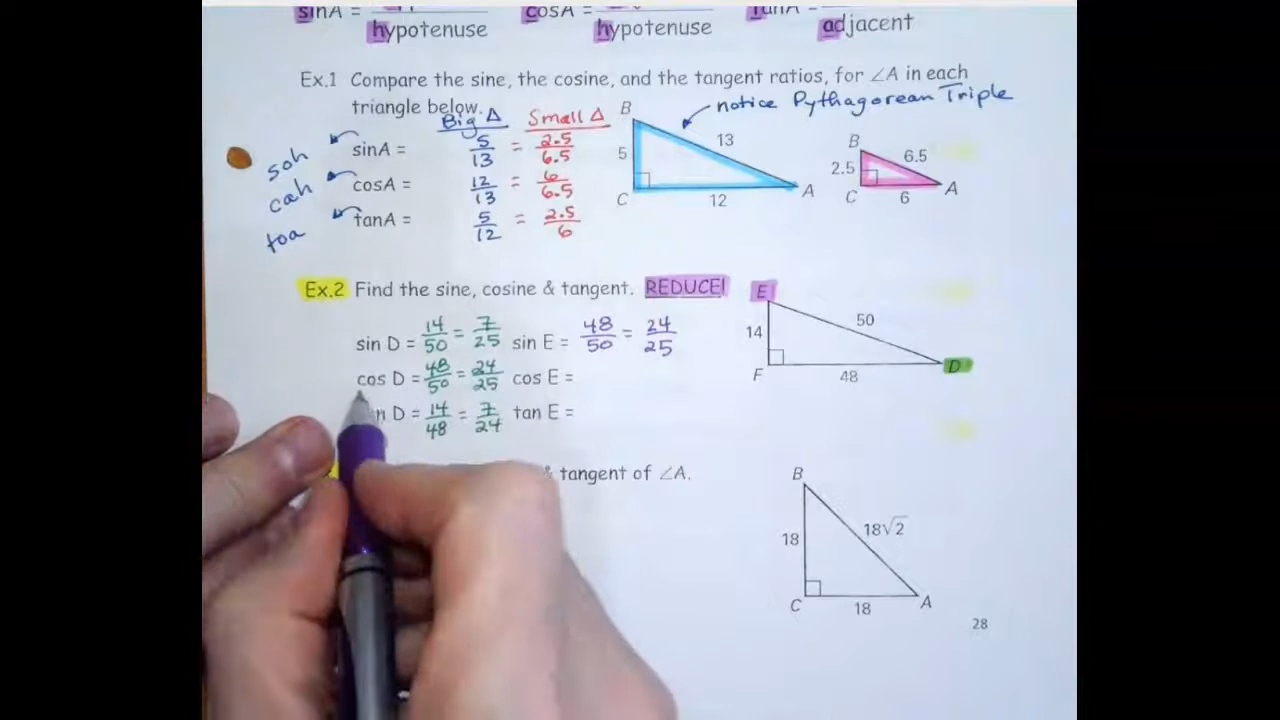 sinA =
cosA =
hypotenuse
hypotenuse
adjacent
Ex.1 Compare the sine, the cosine, and the tangent ratios, for ∠A in each
triangle below.
notice Pythagorean Triple
Big Δ Small Δ
soh sinA = 5/13 = 2.5/6.5
cah cosA = 12/13 = 6/6.5
toa tanA = 5/12 = 2.5/6
B
5
13
C
12
A
B
2.5
6.5
C
6
A
Ex.2 Find the sine, cosine & tangent. REDUCE!
sin D = 14/50 = 7/25 sin E = 48/50 = 24/25
cos D = 48/50 = 24/25 cos E =
n D = 14/48 = 7/24 tan E =
E
14
50
F
48
D
& tangent of ∠A.
B
18
18√2
C
18
A
28